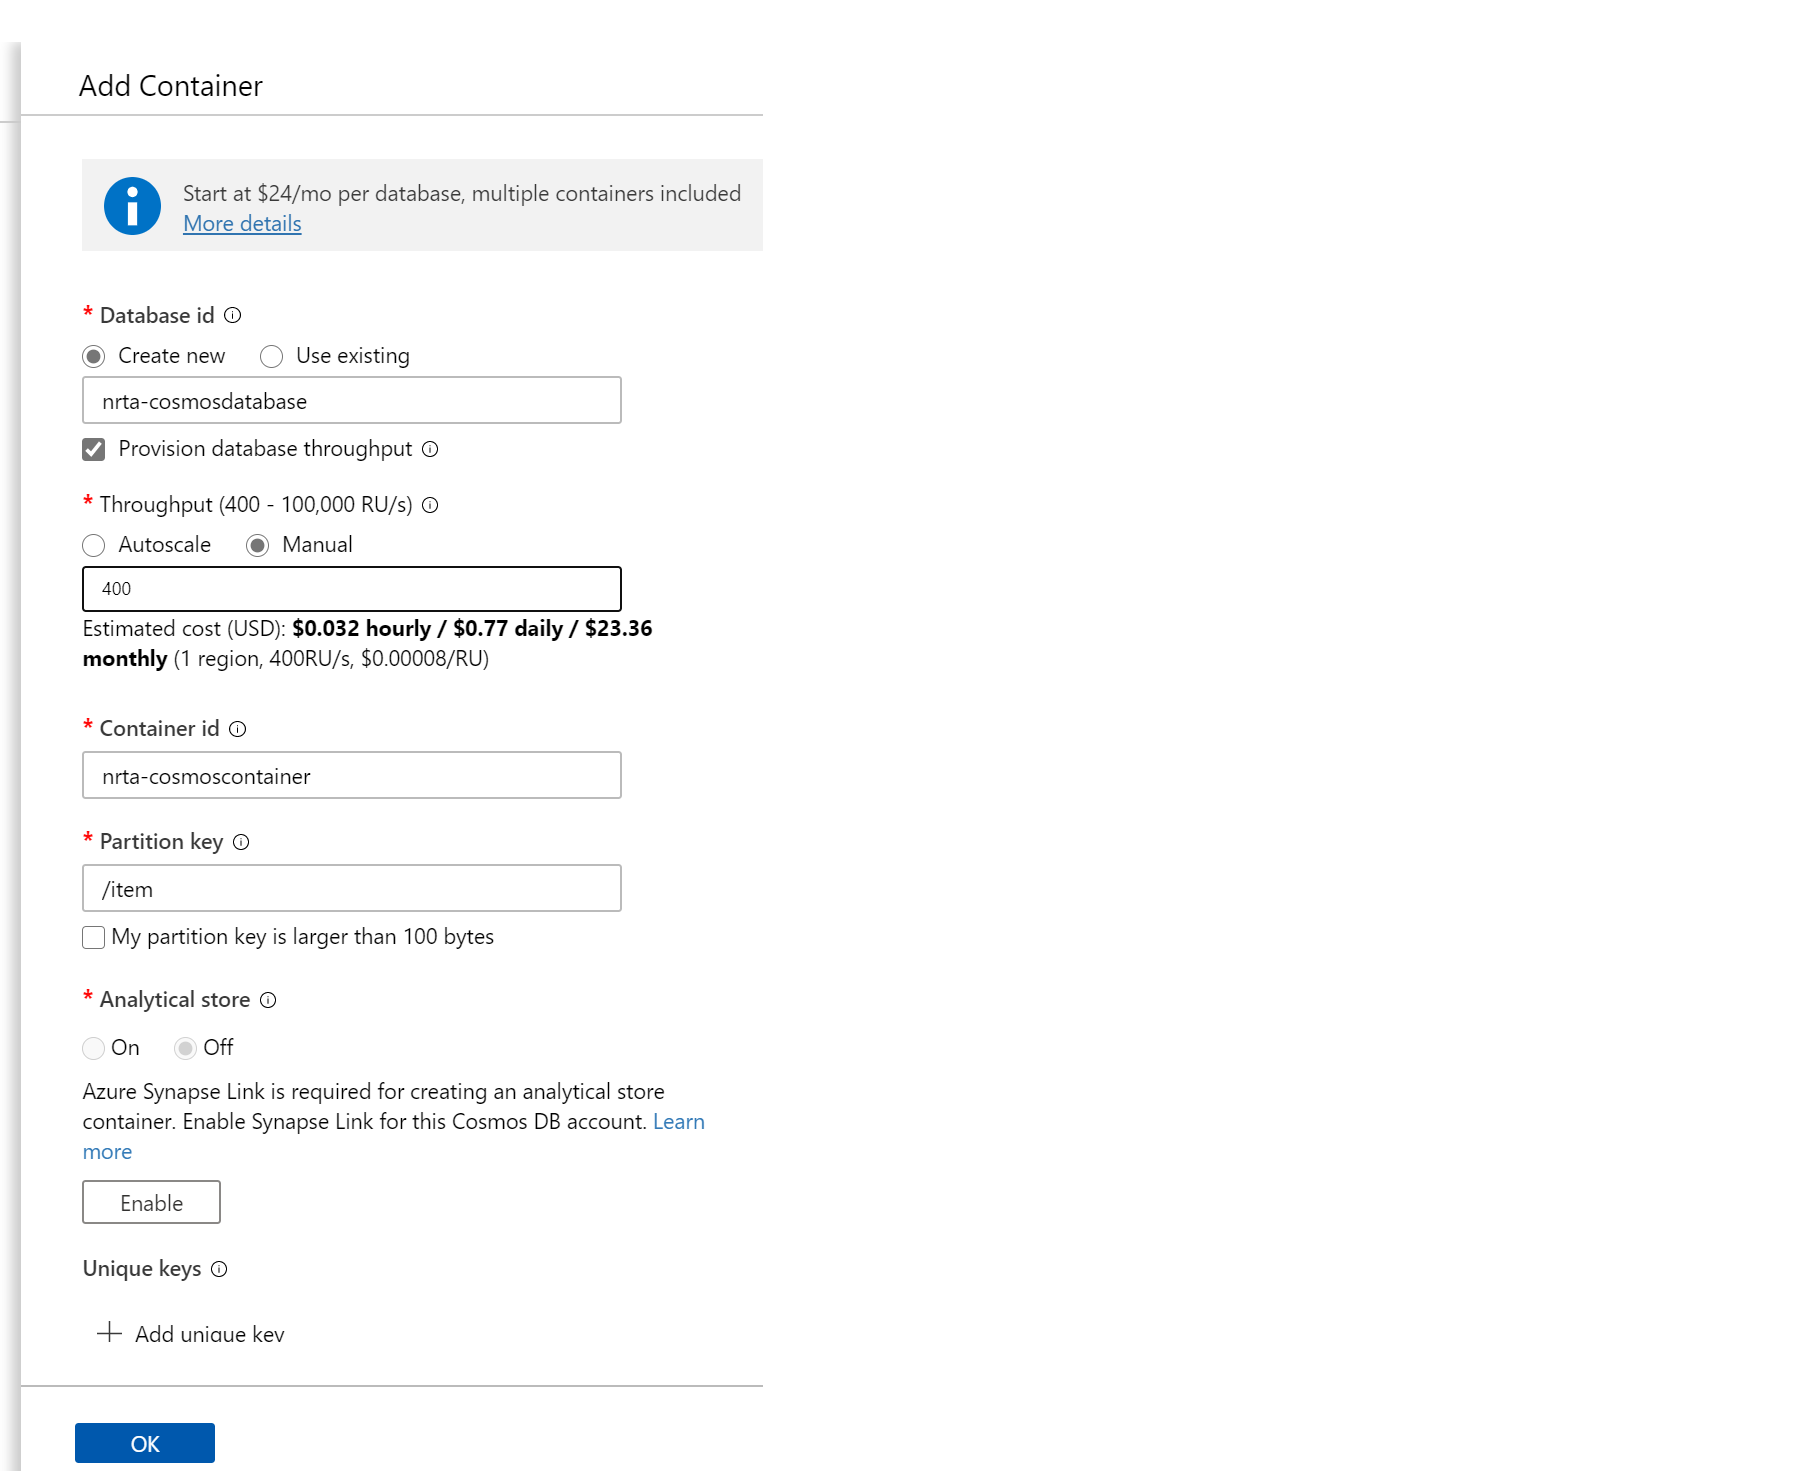 Add Container
Start at $24/mo per database, multiple containers included
More details
* Database id
Create new Use existing
nrta-cosmosdatabase
Provision database throughput
* Throughput (400 - 100,000 RU/s)
Autoscale Manual
400
Estimated cost (USD): $0.032 hourly / $0.77 daily / $23.36
monthly (1 region, 400RU/s, $0.00008/RU)
* Container id
nrta-cosmoscontainer
* Partition key
/item
My partition key is larger than 100 bytes
* Analytical store
On Off
Azure Synapse Link is required for creating an analytical store
container. Enable Synapse Link for this Cosmos DB account. Learn
more
Enable
Unique keys
Add unique key
OK